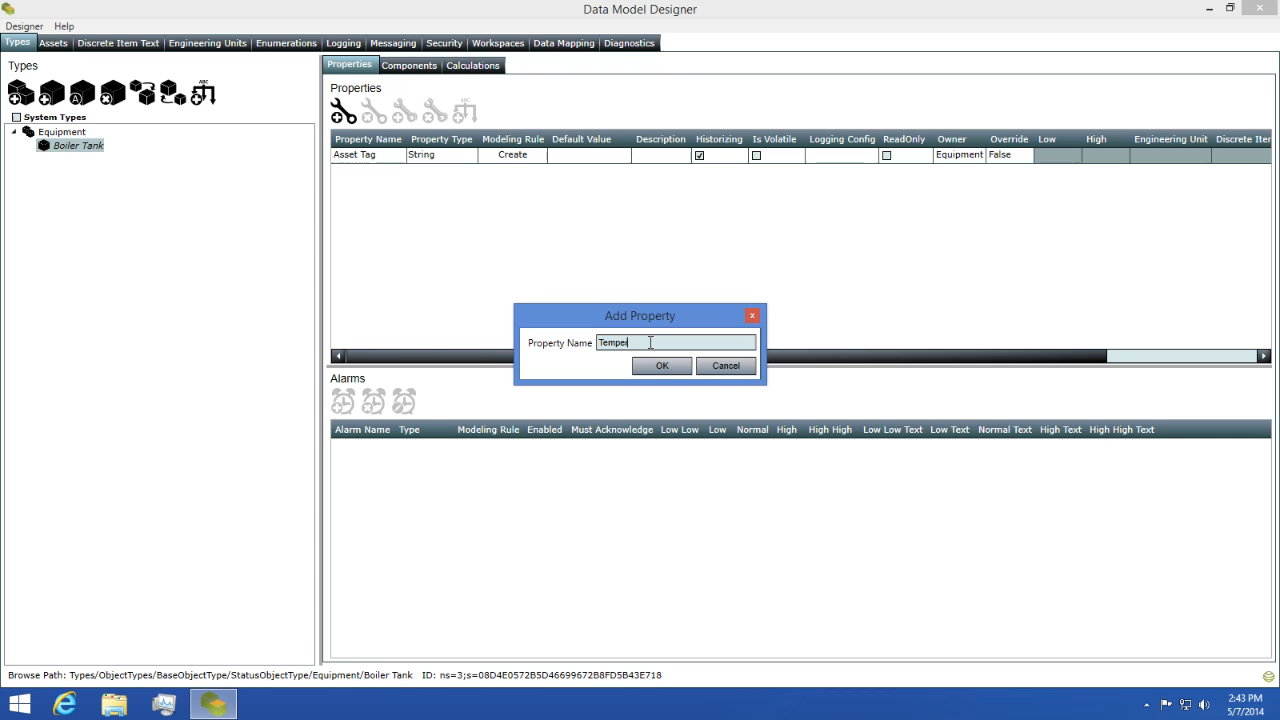 Data Model Designer
Designer Help
Types Assets Discrete Item Text Engineering Units Enumerations Logging Messaging Security Workspaces Data Mapping Diagnostics
Types
ABC
System Types
Equipment
Boiler Tank
Properties Components Calculations
Properties
Property Name Property Type Modeling Rule Default Value Description Historizing Is Volatile Logging Config ReadOnly Owner Override Low High Engineering Unit Discrete Iter
Asset Tag String Create Equipment False
Add Property
Property Name Temper
OK Cancel
Alarms
Alarm Name Type Modeling Rule Enabled Must Acknowledge Low Low Low Normal High High High Low Low Text Low Text Normal Text High Text High High Text
Browse Path: Types/ObjectTypes/BaseObjectType/StatusObjectType/Equipment/Boiler Tank ID: ns=3;s=08D4E0572B5D46699672B8FD5B43E718
2:43 PM
5/7/2014